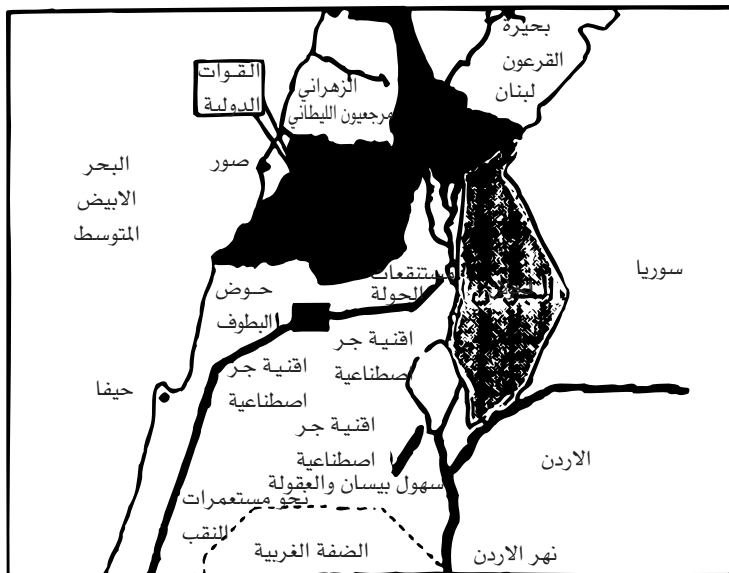 بحيرة
القرعون
لبنان
القوات
الدولية
الزهراني
مرجعيون الليطاني
صور
البحر
الابيض
المتوسط
سوريا
الجولان
مستنقعات
الحولة
حوض
البطوف
اقنية جر
اصطناعية
اقنية جر
اصطناعية
حيفا
اقنية جر
اصطناعية
الاردن
سهول بيسان والعقولة
نحو مستعمرات
النقب
الضفة الغربية
نهر الاردن